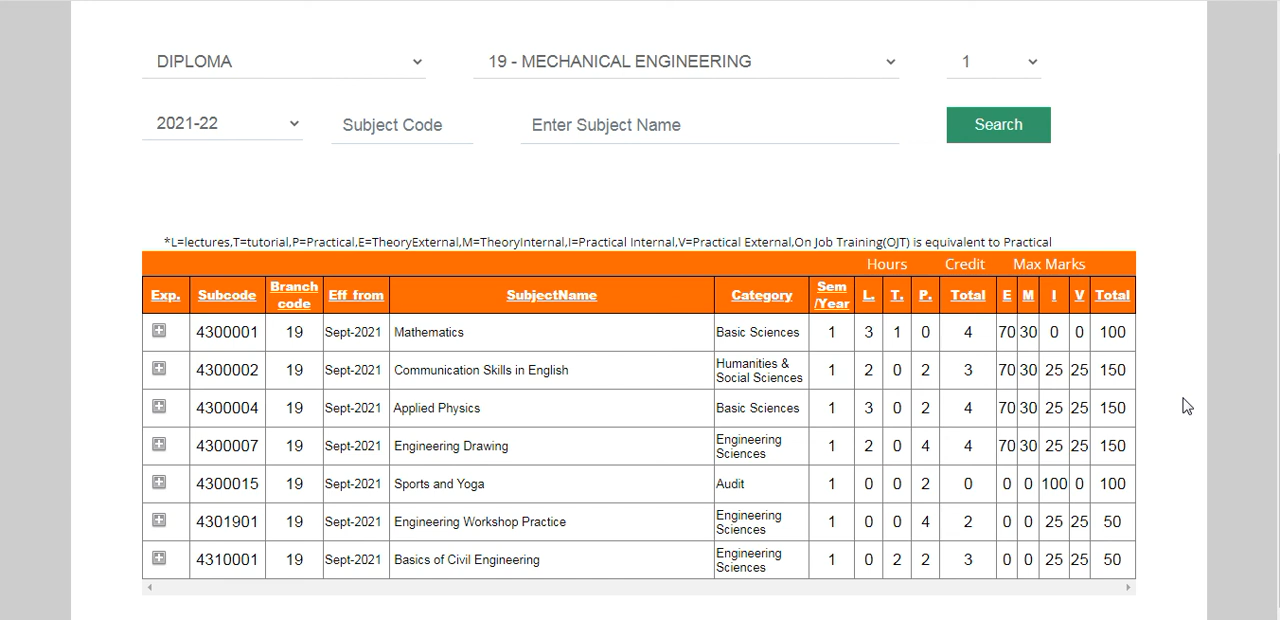 DIPLOMA 19 - MECHANICAL ENGINEERING 1
2021-22 Subject Code Enter Subject Name Search
*L=lectures,T=tutorial,P=Practical,E=TheoryExternal,M=TheoryInternal,I=Practical Internal,V=Practical External,On Job Training(OJT) is equivalent to Practical
Hours Credit Max Marks
Exp. Subcode Branch code Eff_from SubjectName Category Sem /Year L. T. P. Total E M I V Total
4300001 19 Sept-2021 Mathematics Basic Sciences 1 3 1 0 4 70 30 0 0 100
4300002 19 Sept-2021 Communication Skills in English Humanities & Social Sciences 1 2 0 2 3 70 30 25 25 150
4300004 19 Sept-2021 Applied Physics Basic Sciences 1 3 0 2 4 70 30 25 25 150
4300007 19 Sept-2021 Engineering Drawing Engineering Sciences 1 2 0 4 4 70 30 25 25 150
4300015 19 Sept-2021 Sports and Yoga Audit 1 0 0 2 0 0 0 100 0 100
4301901 19 Sept-2021 Engineering Workshop Practice Engineering Sciences 1 0 0 4 2 0 0 25 25 50
4310001 19 Sept-2021 Basics of Civil Engineering Engineering Sciences 1 0 2 2 3 0 0 25 25 50